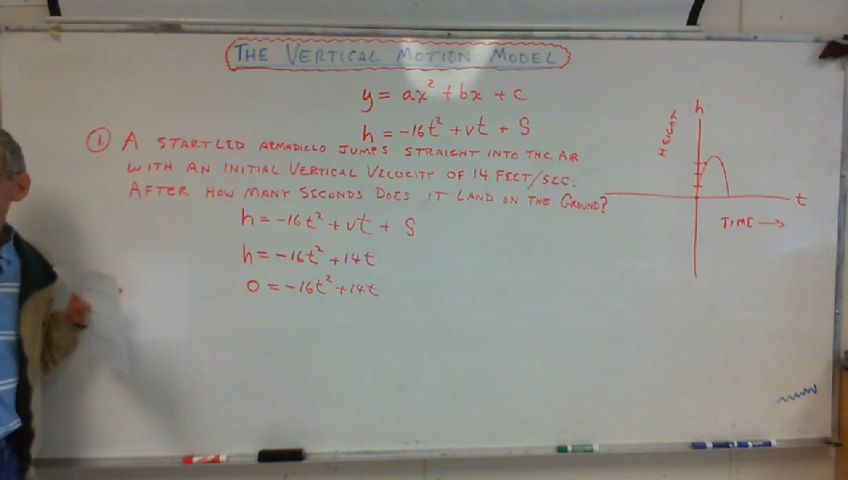 THE VERTICAL MOTION MODEL
y = ax² + bx + c
h = -16t² + vt + s
① A STARTLED ARMADILLO JUMPS STRAIGHT INTO THE AIR
WITH AN INITIAL VERTICAL VELOCITY OF 14 FEET/SEC.
AFTER HOW MANY SECONDS DOES IT LAND ON THE GROUND?
h = -16t² + vt + s
h = -16t² + 14t
0 = -16t² + 14t
h
HEIGHT
t
TIME →